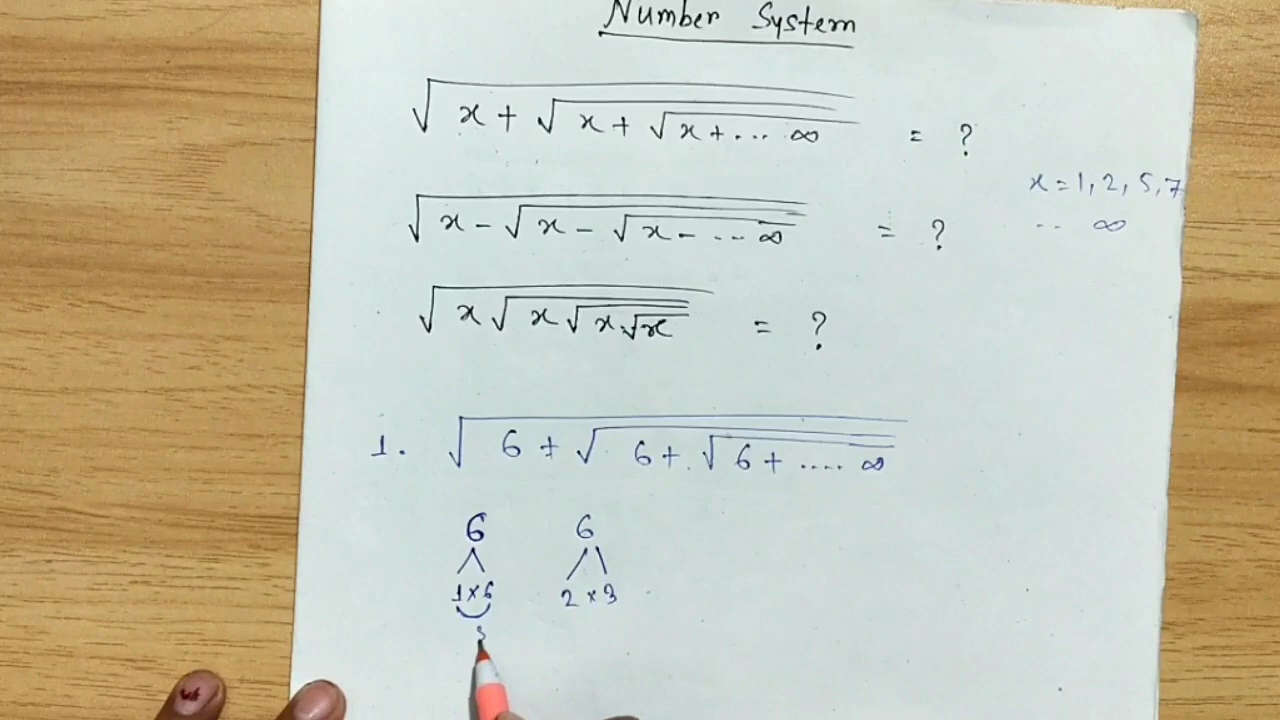 Number System
√x + √x + √x + ... ∞ = ?
x = 1, 2, 5, 7
.. ∞
√x - √x - √x - ... ∞ = ?
√x√x√x√x = ?
1. √6 + √6 + √6 + .... ∞
6 6
1 x 6 2 x 3